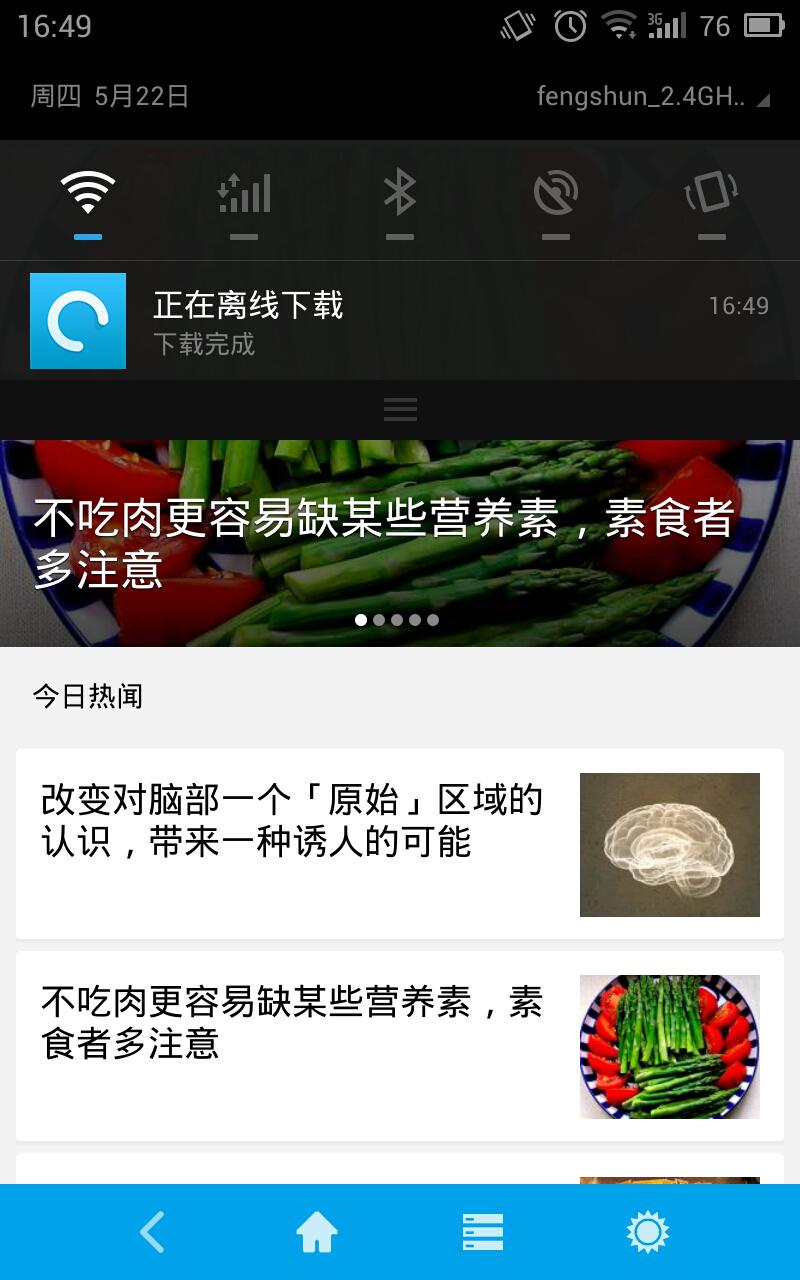 16:49
3G
76
周四 5月22日
fengshun_2.4GH..
正在离线下载
16:49
下载完成
不吃肉更容易缺某些营养素，素食者
多注意
今日热闻
改变对脑部一个「原始」区域的
认识，带来一种诱人的可能
不吃肉更容易缺某些营养素，素
食者多注意